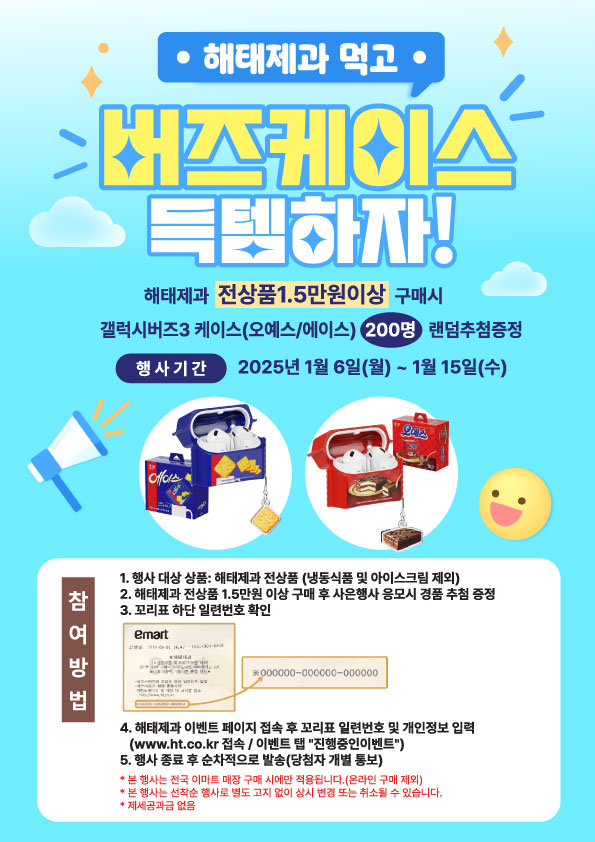 해태제과 먹고
버즈케이스
득템하자!
해태제과 전상품1.5만원이상 구매시
갤럭시버즈3 케이스(오예스/에이스) 200명 랜덤추첨증정
행사기간 2025년 1월 6일(월) ~ 1월 15일(수)
에이스
오예스
참여방법
1. 행사 대상 상품: 해태제과 전상품 (냉동식품 및 아이스크림 제외)
2. 해태제과 전상품 1.5만원 이상 구매 후 사은행사 응모시 경품 추첨 증정
3. 꼬리표 하단 일련번호 확인
emart
※000000-000000-000000
4. 해태제과 이벤트 페이지 접속 후 꼬리표 일련번호 및 개인정보 입력
(www.ht.co.kr 접속 / 이벤트 탭 "진행중인이벤트")
5. 행사 종료 후 순차적으로 발송(당첨자 개별 통보)
* 본 행사는 전국 이마트 매장 구매 시에만 적용됩니다.(온라인 구매 제외)
* 본 행사는 선착순 행사로 별도 고지 없이 상시 변경 또는 취소될 수 있습니다.
* 제세공과금 없음